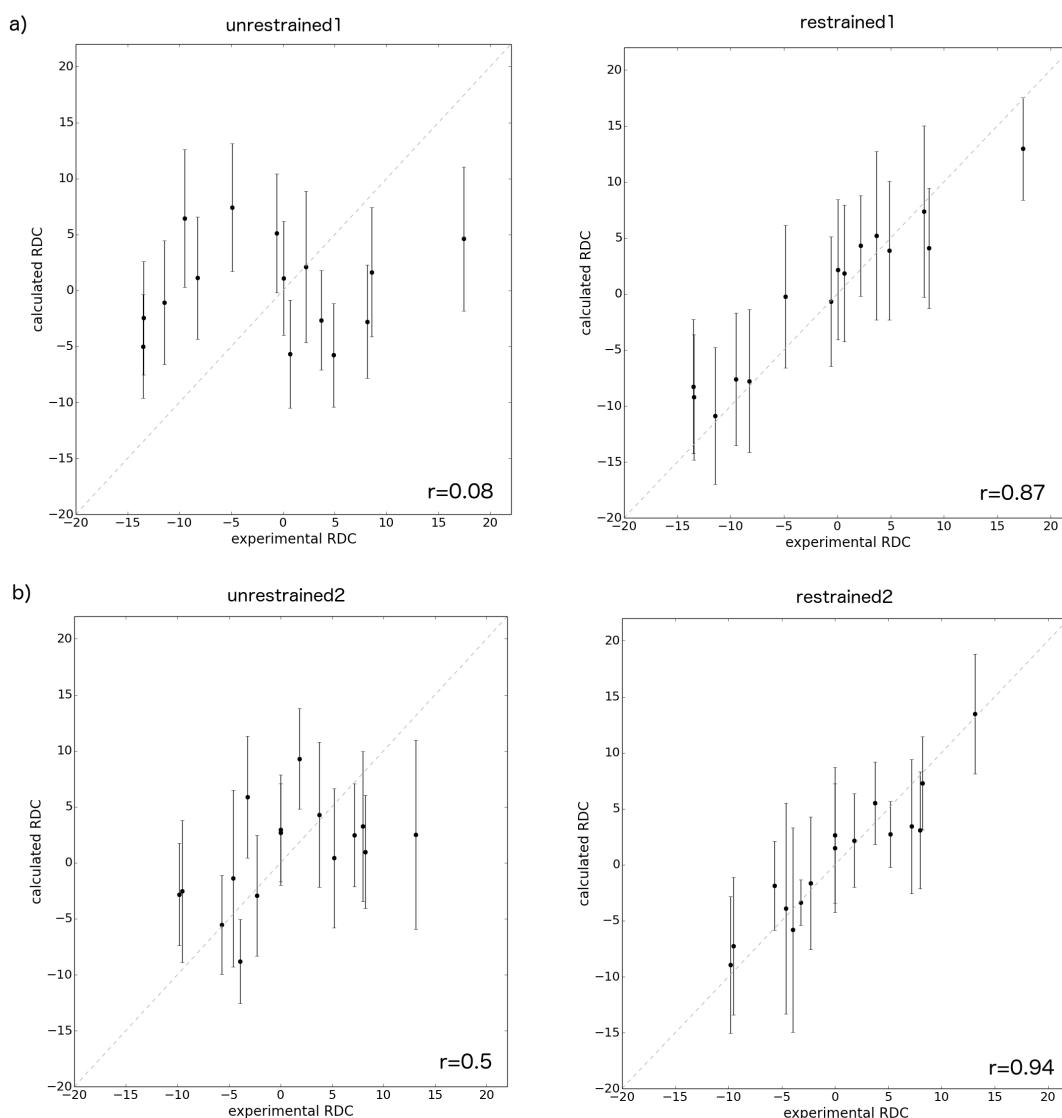 a)
unrestrained1
restrained1
20
15
10
5
0
−5
−10
−15
−20
calculated RDC
−20 −15 −10 −5 0 5 10 15 20
experimental RDC
r=0.08
20
15
10
5
0
−5
−10
−15
−20
calculated RDC
−20 −15 −10 −5 0 5 10 15 20
experimental RDC
r=0.87
b)
unrestrained2
restrained2
20
15
10
5
0
−5
−10
−15
−20
calculated RDC
−20 −15 −10 −5 0 5 10 15 20
experimental RDC
r=0.5
20
15
10
5
0
−5
−10
−15
−20
calculated RDC
−20 −15 −10 −5 0 5 10 15 20
experimental RDC
r=0.94